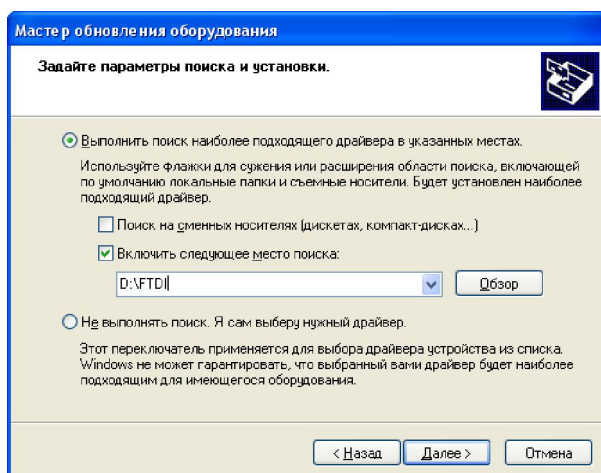 Мастер обновления оборудования
Задайте параметры поиска и установки.
Выполнить поиск наиболее подходящего драйвера в указанных местах.
Используйте флажки для сужения или расширения области поиска, включающей
по умолчанию локальные папки и съемные носители. Будет установлен наиболее
подходящий драйвер.
Поиск на сменных носителях (дискетах, компакт-дисках...)
Включить следующее место поиска:
D:\FTDI
Обзор
Не выполнять поиск. Я сам выберу нужный драйвер.
Этот переключатель применяется для выбора драйвера устройства из списка.
Windows не может гарантировать, что выбранный вами драйвер будет наиболее
подходящим для имеющегося оборудования.
< Назад Далее > Отмена